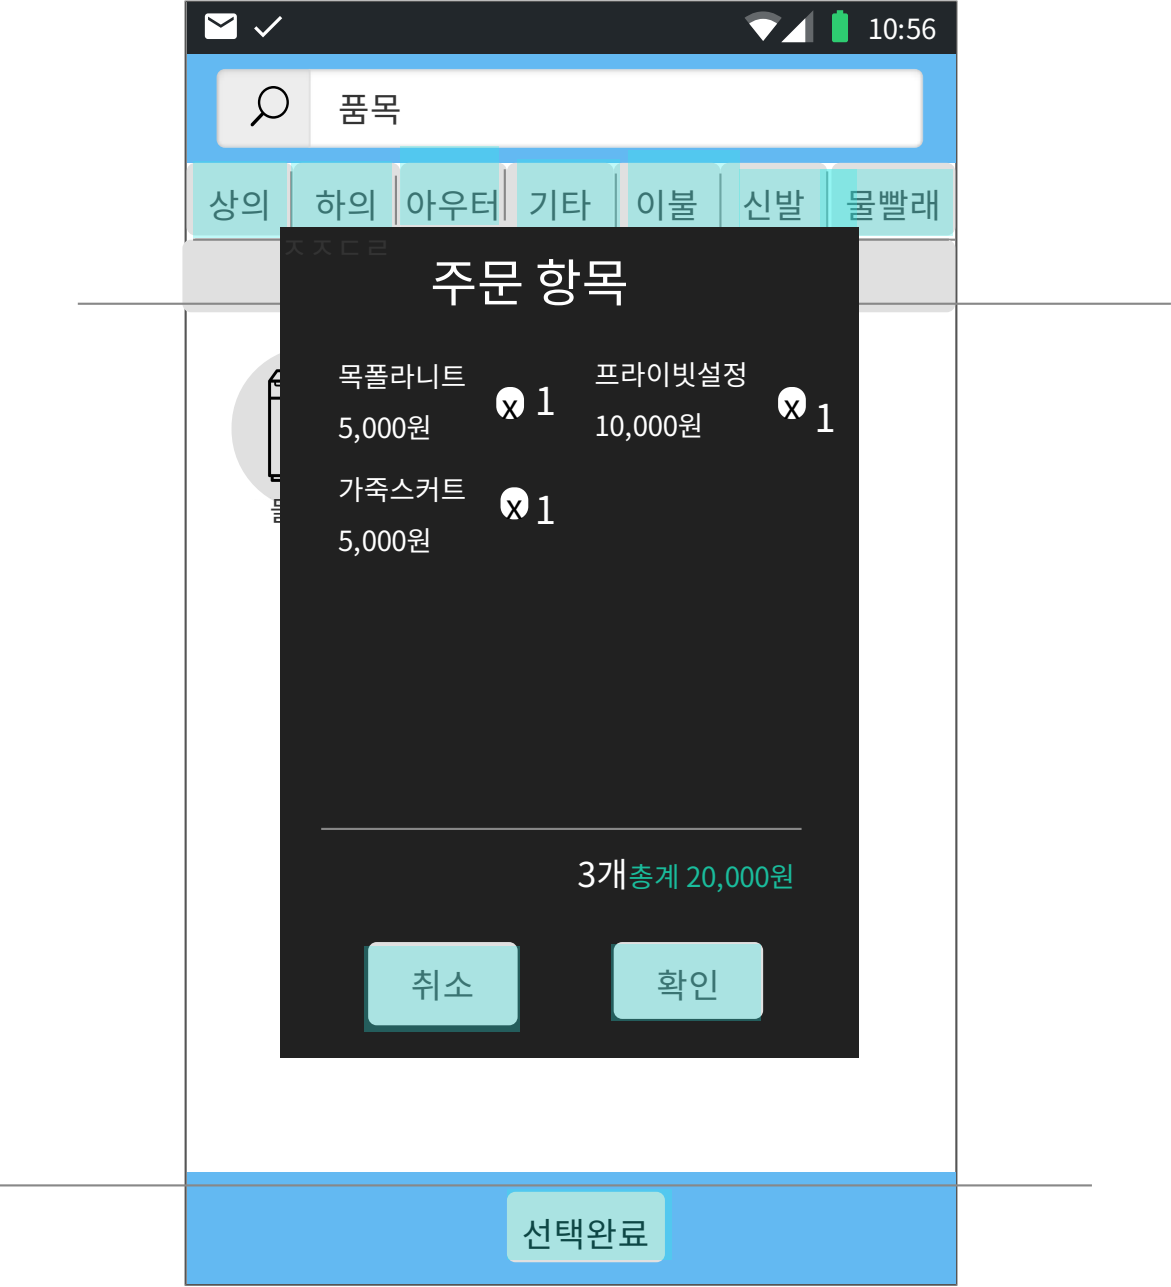 10:56
품목
상의 하의 아우터 기타 이불 신발 물빨래
ㅈㅈㄷㄹ
주문 항목
목폴라니트 x 1 프라이빗설정 x 1
5,000원 10,000원
가죽스커트 x 1
5,000원
3개총계 20,000원
취소 확인
선택완료